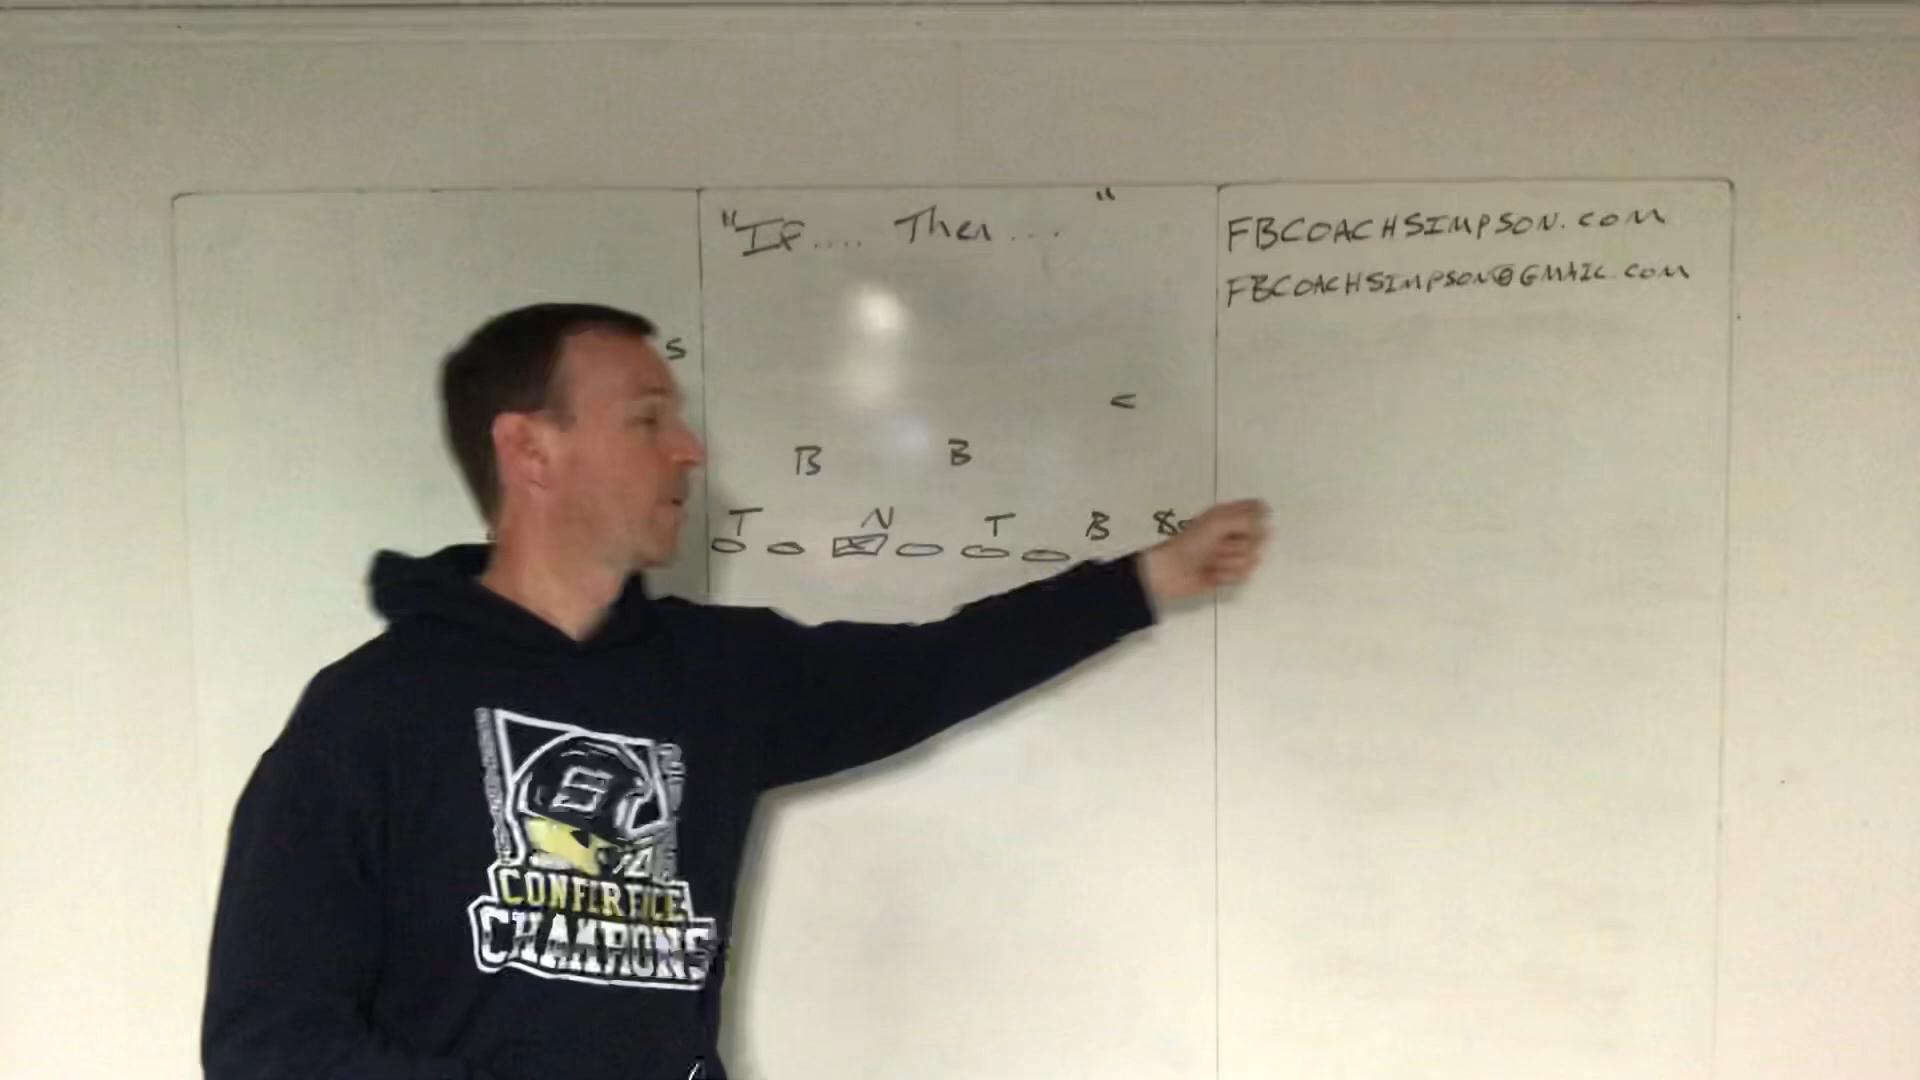 "If.... Then... "
FBCOACHSIMPSON.COM
FBCOACHSIMPSON@GMAIL.COM
S
C
B B
T N T B
S
CONFERENCE
CHAMPIONS